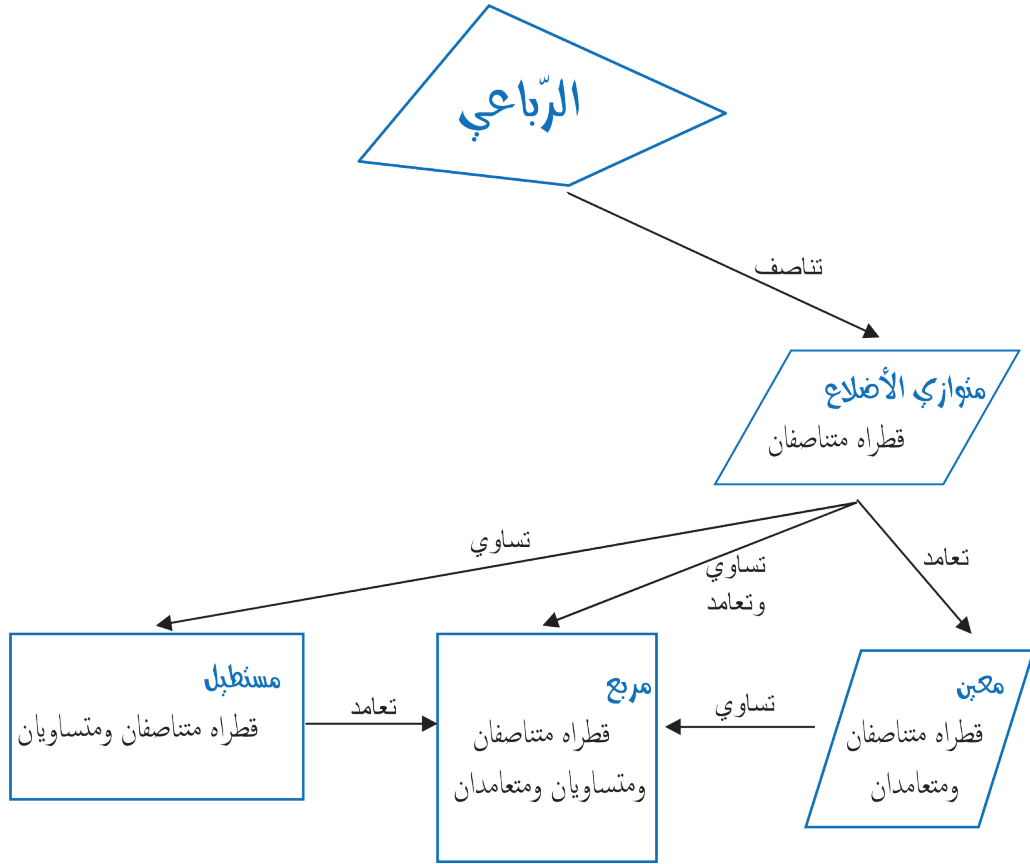 الرّباعي
تناصف
متوازي الأضلاع
قطراه متناصفان
تعامد
تساوي
وتعامد
تساوي
معين
قطراه متناصفان
ومتعامدان
تساوي
مربع
قطراه متناصفان
ومتساويان ومتعامدان
تعامد
مستطيل
قطراه متناصفان ومتساويان